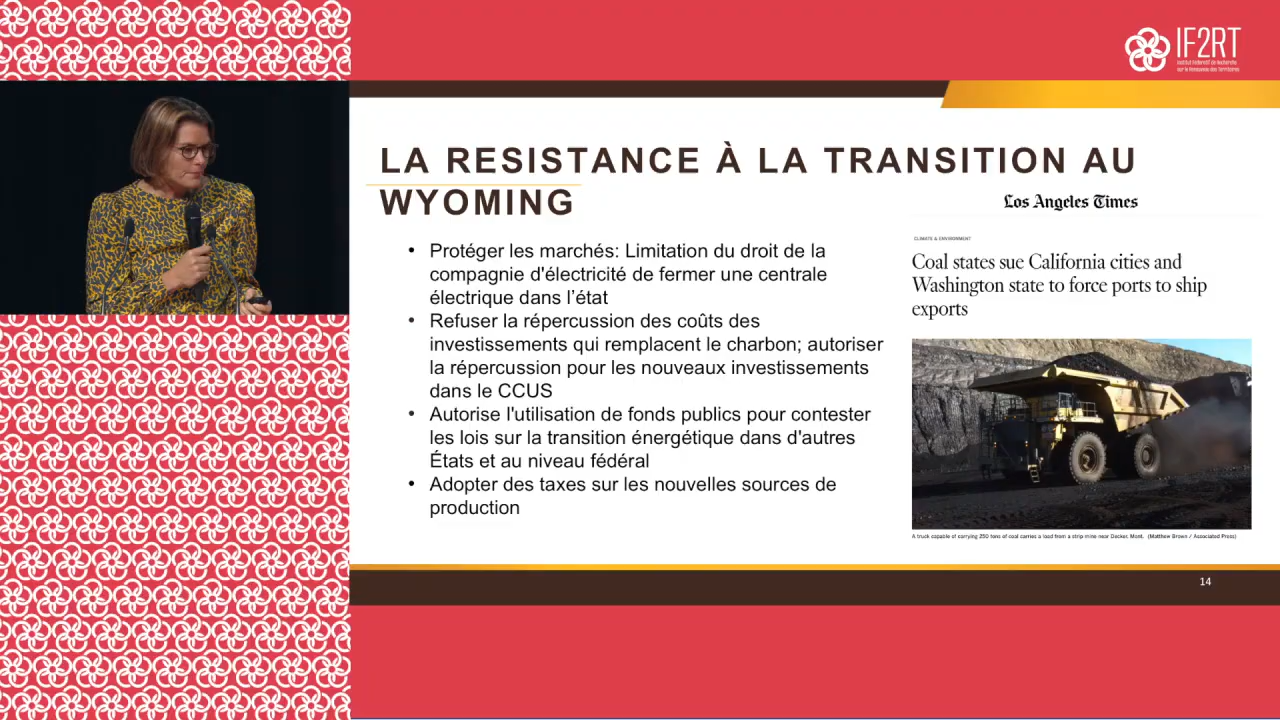 IF2RT
Institut Indémitif de Recherche
sur le Renouveau des Territoires
LA RESISTANCE À LA TRANSITION AU
WYOMING
• Protéger les marchés: Limitation du droit de la
compagnie d'électricité de fermer une centrale
électrique dans l’état
• Refuser la répercussion des coûts des
investissements qui remplacent le charbon; autoriser
la répercussion pour les nouveaux investissements
dans le CCUS
• Autorise l'utilisation de fonds publics pour contester
les lois sur la transition énergétique dans d'autres
États et au niveau fédéral
• Adopter des taxes sur les nouvelles sources de
production
Los Angeles Times
CLIMATE & ENVIRONMENT
Coal states sue California cities and
Washington state to force ports to ship
exports
A truck capable of carrying 250 tons of coal carries a load from a strip mine near Decker, Mont. (Matthew Brown / Associated Press)
14